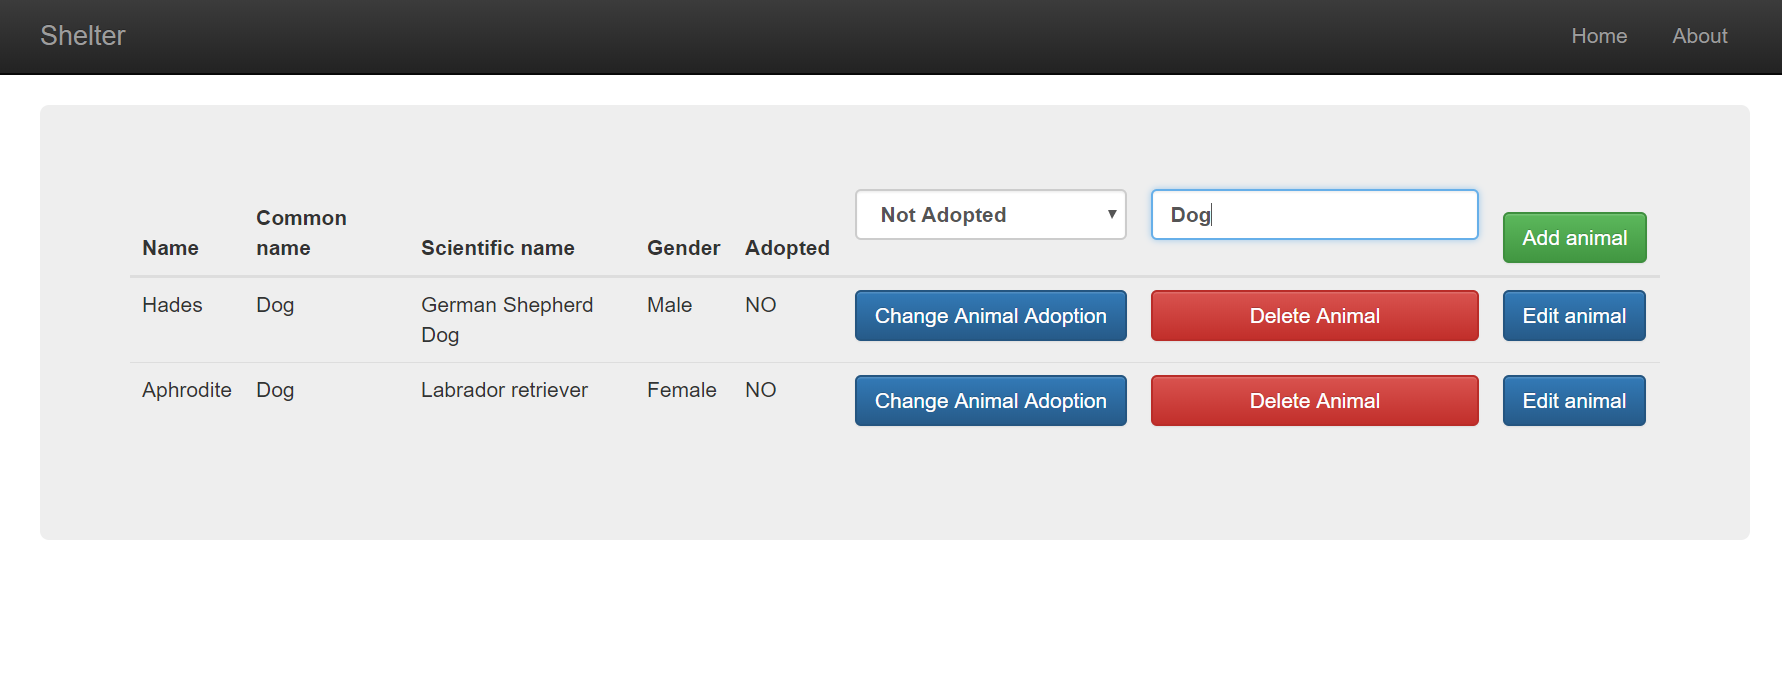 Shelter
Home
About
Name
Common
name
Scientific name
Gender
Adopted
Not Adopted
Dog
Add animal
Hades
Dog
German Shepherd
Dog
Male
NO
Change Animal Adoption
Delete Animal
Edit animal
Aphrodite
Dog
Labrador retriever
Female
NO
Change Animal Adoption
Delete Animal
Edit animal